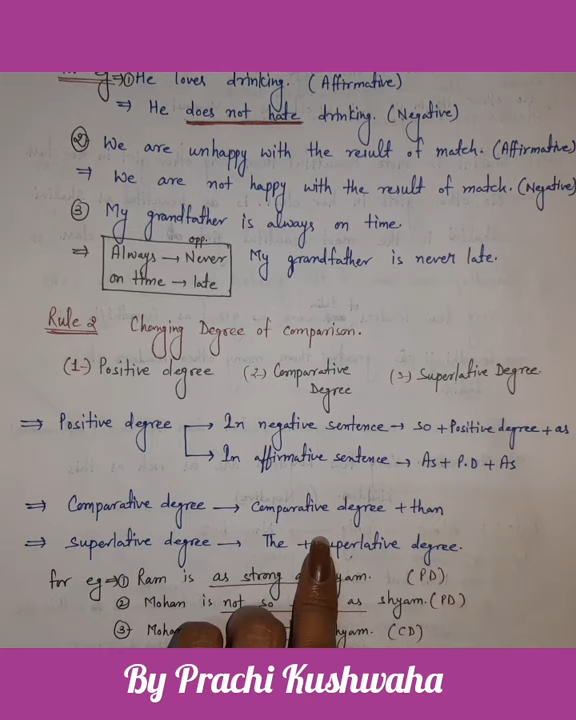 g ⇒ ① He loves drinking. (Affirmative)
⇒ He does not hate drinking. (Negative)
② We are unhappy with the result of match. (Affirmative)
⇒ We are not happy with the result of match. (Negative)
③ My grandfather is always on time.
opp.
⇒ Always → Never My grandfather is never late.
on time → late
Rule 2 Changing Degree of comparison.
(1-) Positive degree (2-) Comparative Degree (3-) Superlative Degree.
⇒ Positive degree → In negative sentence → so + Positive degree + as
→ In affirmative sentence → As + P.D + As
⇒ Comparative degree → Comparative degree + than
⇒ Superlative degree → The + superlative degree.
for eg ⇒ ① Ram is as strong shyam. (PD)
② Mohan is not so as shyam. (PD)
③ Mohan shyam. (CD)
By Prachi Kushwaha